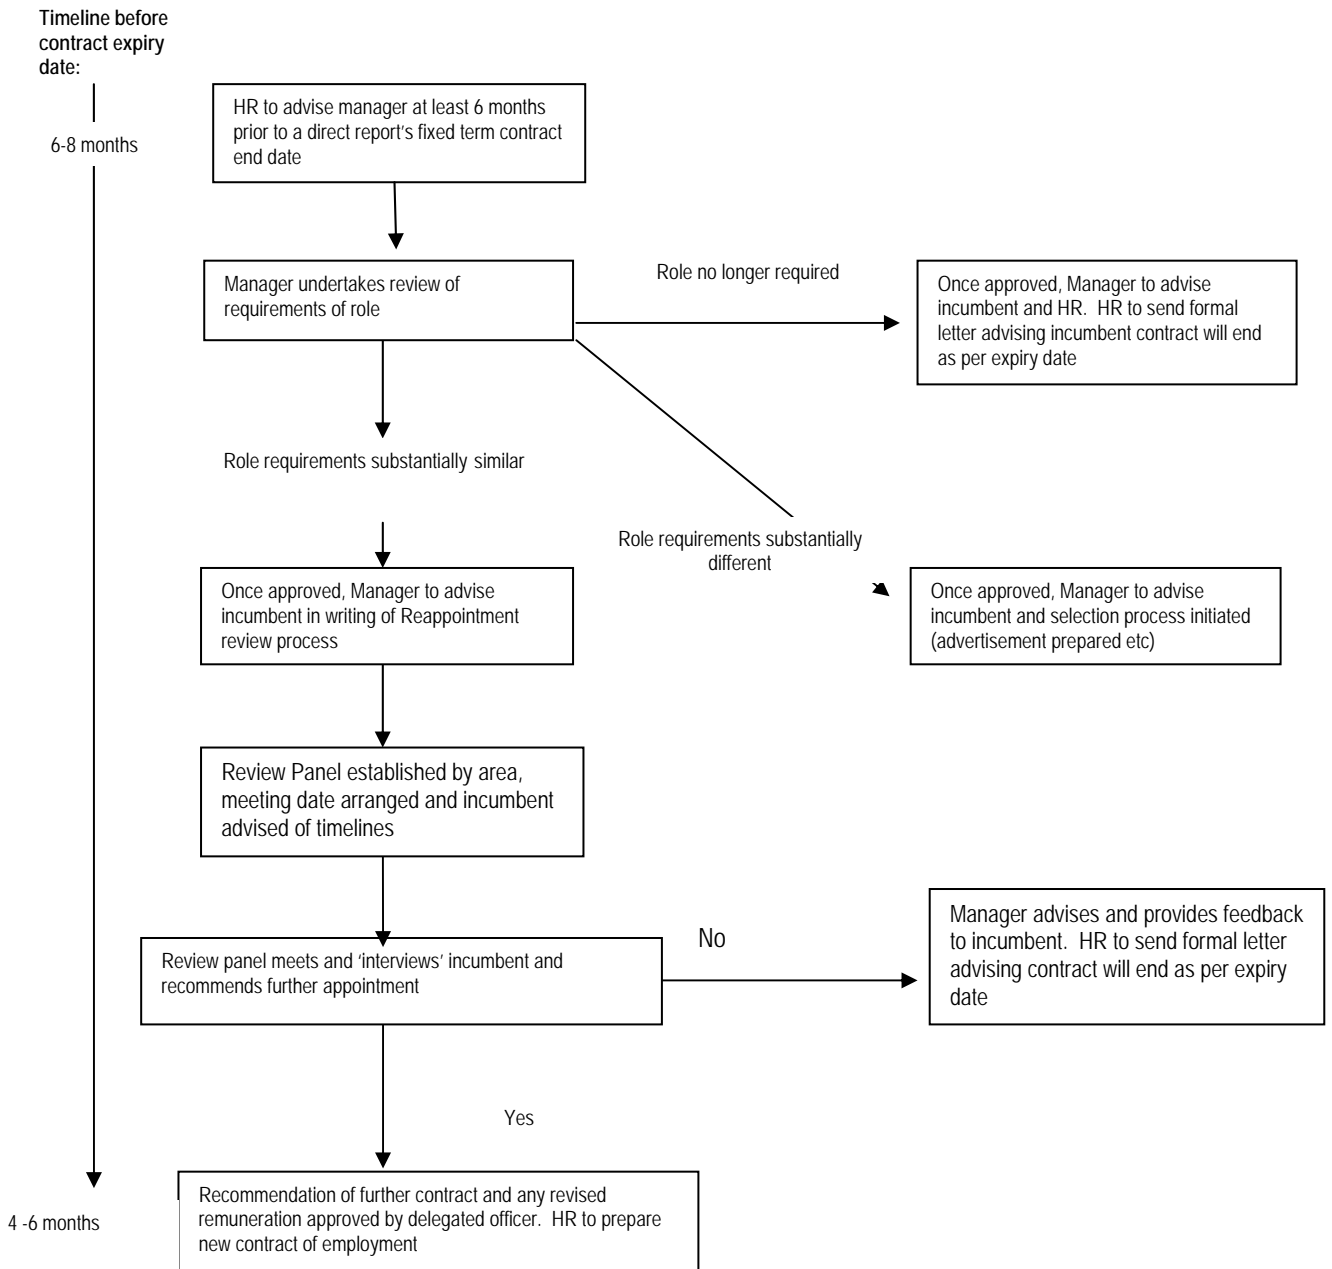 Timeline before
contract expiry
date:
HR to advise manager at least 6 months
prior to a direct report's fixed term contract
end date
6-8 months
Manager undertakes review of
requirements of role
Role no longer required
Once approved, Manager to advise
incumbent and HR.  HR to send formal
letter advising incumbent contract will end
as per expiry date
Role requirements substantially similar
Role requirements substantially
different
Once approved, Manager to advise
incumbent in writing of Reappointment
review process
Once approved, Manager to advise
incumbent and selection process initiated
(advertisement prepared etc)
Review Panel established by area,
meeting date arranged and incumbent
advised of timelines
Review panel meets and ‘interviews’ incumbent and
recommends further appointment
No
Manager advises and provides feedback
to incumbent.  HR to send formal letter
advising contract will end as per expiry
date
Yes
Recommendation of further contract and any revised
remuneration approved by delegated officer.  HR to prepare
new contract of employment
4 -6 months